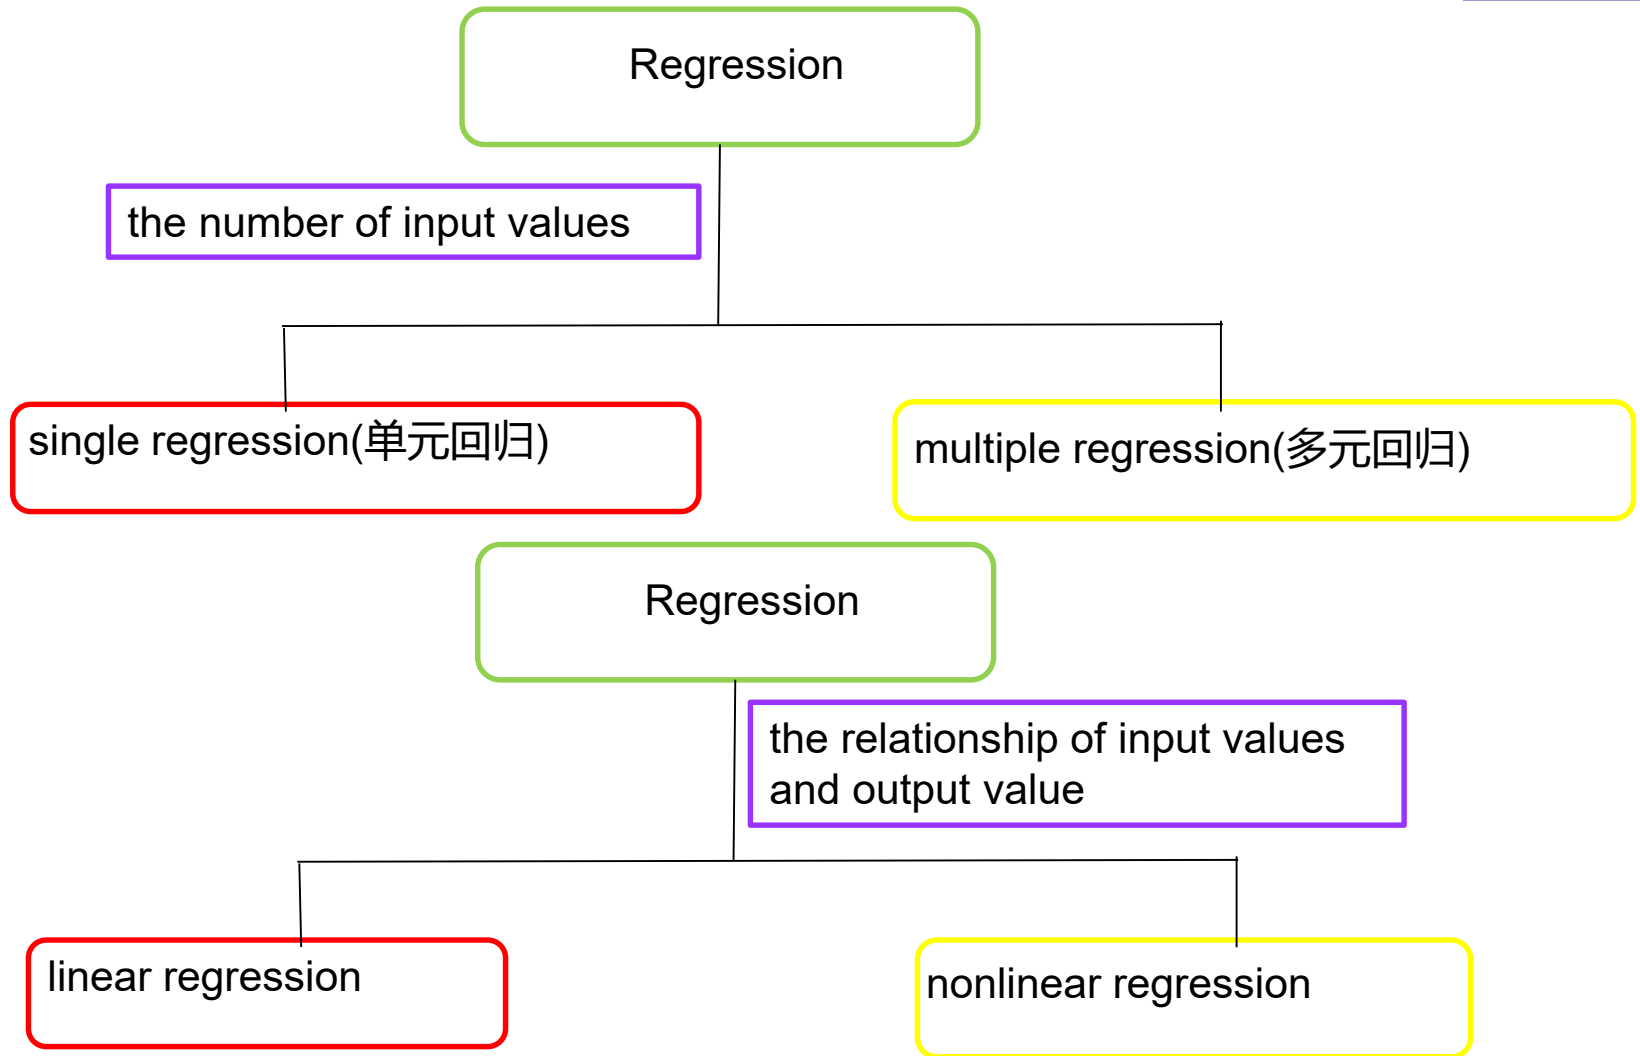 Regression
the number of input values
single regression(单元回归)
multiple regression(多元回归)
Regression
the relationship of input values
and output value
linear regression
nonlinear regression